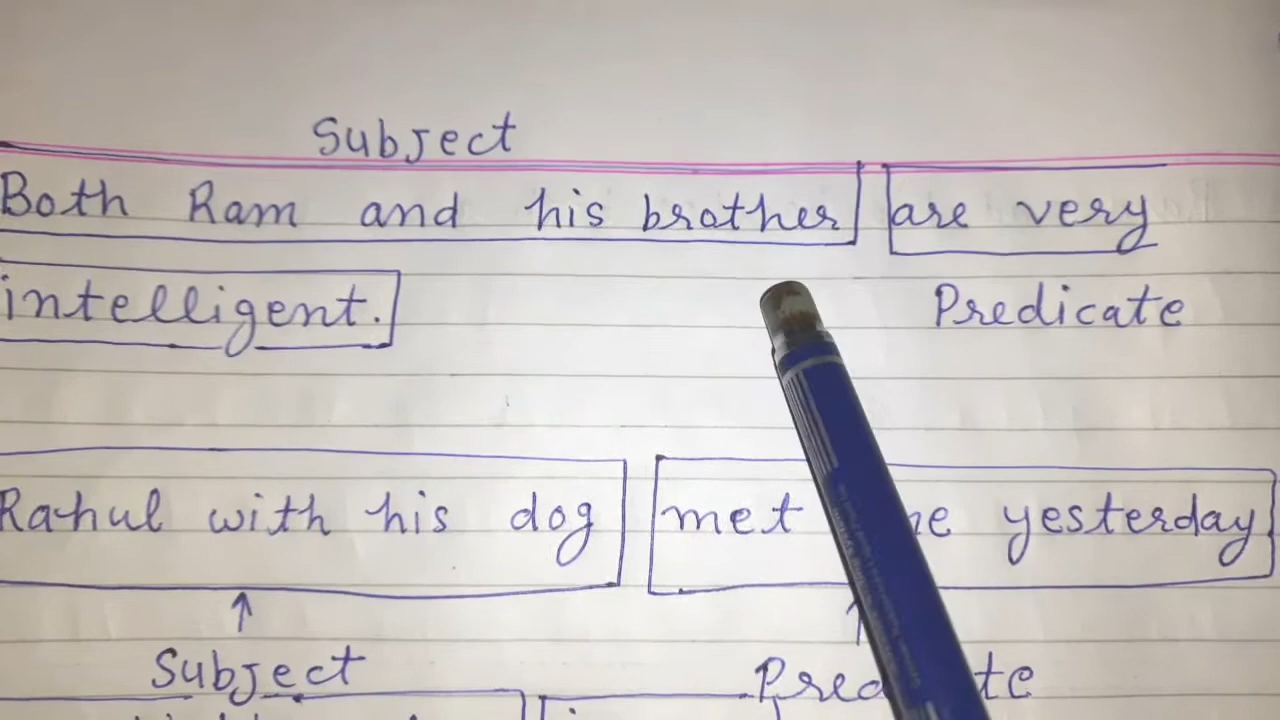 Subject
Both Ram and his brother are very
intelligent. Predicate
Rahul with his dog met yesterday
Subject